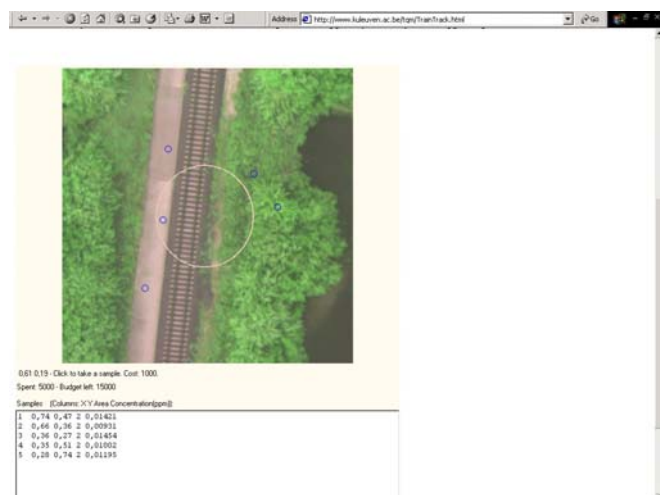 Address http://www.kuleuven.ac.be/tqm/TrainTrack.html Go
0,61 0,19 - Click to take a sample. Cost: 1000.
Spent: 5000 - Budget left: 15000
Samples (Columns: X Y Area Concentration(ppm)):
1 0,74 0,47 2 0,01421
2 0,66 0,36 2 0,00931
3 0,36 0,27 2 0,01454
4 0,35 0,51 2 0,01002
5 0,28 0,74 2 0,01195